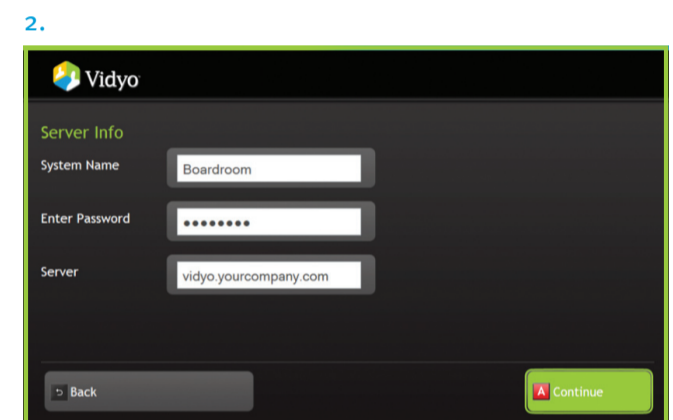 2.
Vidyo
Server Info
System Name
Boardroom
Enter Password
••••••••
Server
vidyo.yourcompany.com
Back
A Continue